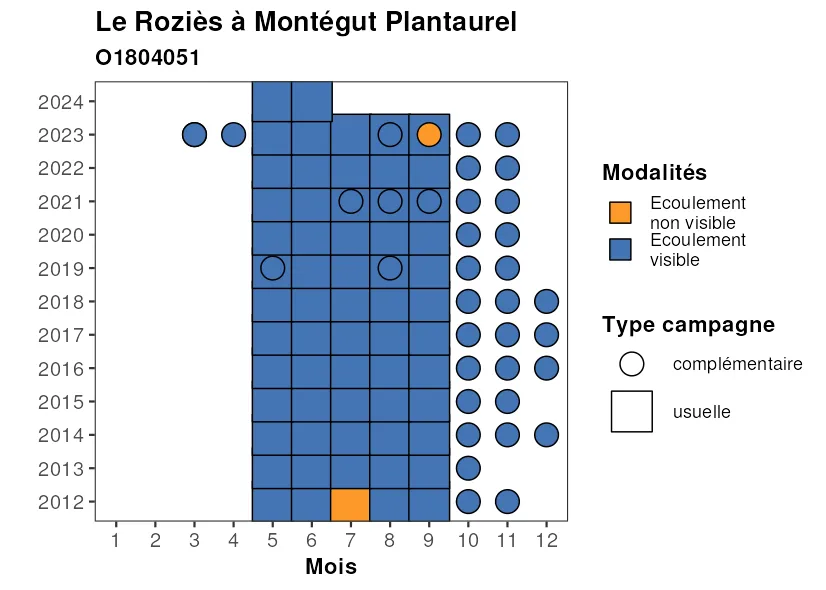 Le Roziès à Montégut Plantaurel
O1804051
2024
2023
2022
2021
2020
2019
2018
2017
2016
2015
2014
2013
2012
1 2 3 4 5 6 7 8 9 10 11 12
Mois
Modalités
Ecoulement
non visible
Ecoulement
visible
Type campagne
complémentaire
usuelle